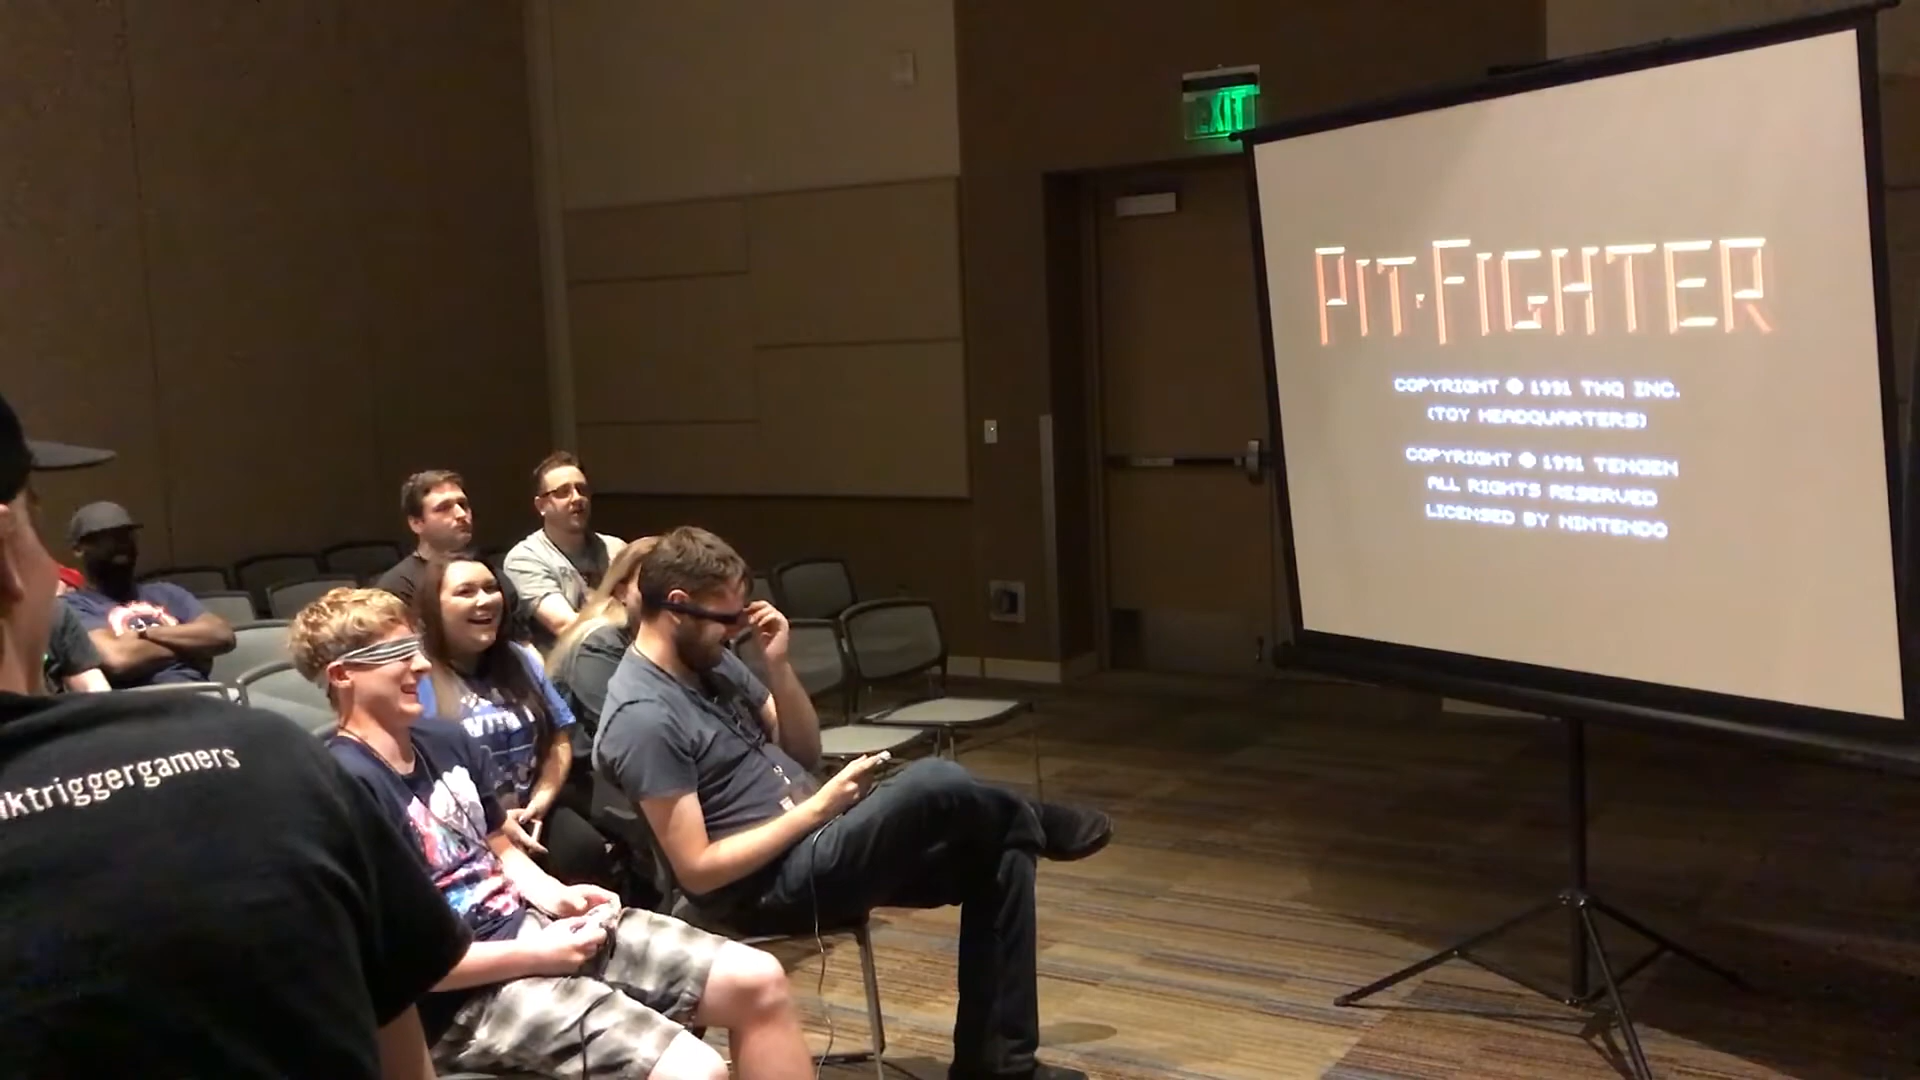 EXIT
PIT-FIGHTER
COPYRIGHT © 1991 THQ INC.
(TOY HEADQUARTERS)
COPYRIGHT © 1991 TENGEN
ALL RIGHTS RESERVED
LICENSED BY NINTENDO
ktriggergamers